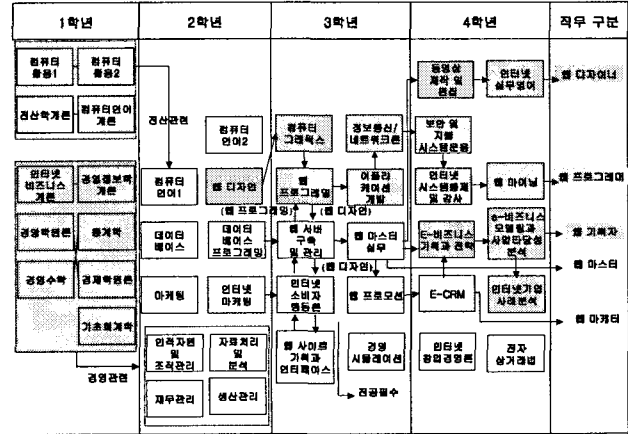 1학년 2학년 3학년 4학년 직무 구분
컴퓨터
활용1
컴퓨터
활용2
전산학개론
컴퓨터언어
개론
인터넷
비즈니스
개론
경영정보학
개론
경영학원론
통계학
경영수학
경제학원론
기초회계학
경영관련
전산관련
컴퓨터
언어2
컴퓨터
언어1
웹 디자인
데이터
베이스
데이터
베이스
프로그래밍
마케팅
인터넷
마케팅
인적자원
및
조직관리
자료처리
및
분석
재무관리
생산관리
컴퓨터
그래픽스
정보통신/
네트워크론
웹
프로그래밍
어플리
케이션
개발
(웹 프로그래밍)
(웹 디자인)
웹 서버
구축
및 관리
웹 마스터
실무
(웹 디자인)
인터넷
소비자
행동론
웹 프로모션
웹 사이트
기획과
인터페이스
경영
시뮬레이션
전공필수
동영상
제작 및
편집
인터넷
실무영어
보안 및
지불
시스템운용
인터넷
시스템통제
및 감사
웹 마이닝
E-비즈니스
기획과 전략
e-비즈니스
모델링과
사업타당성
분석
E-CRM
인터넷기업
사례분석
인터넷
창업경영론
전자
상거래법
웹 디자이너
웹 프로그래머
웹 기획자
웹 마스터
웹 마케터